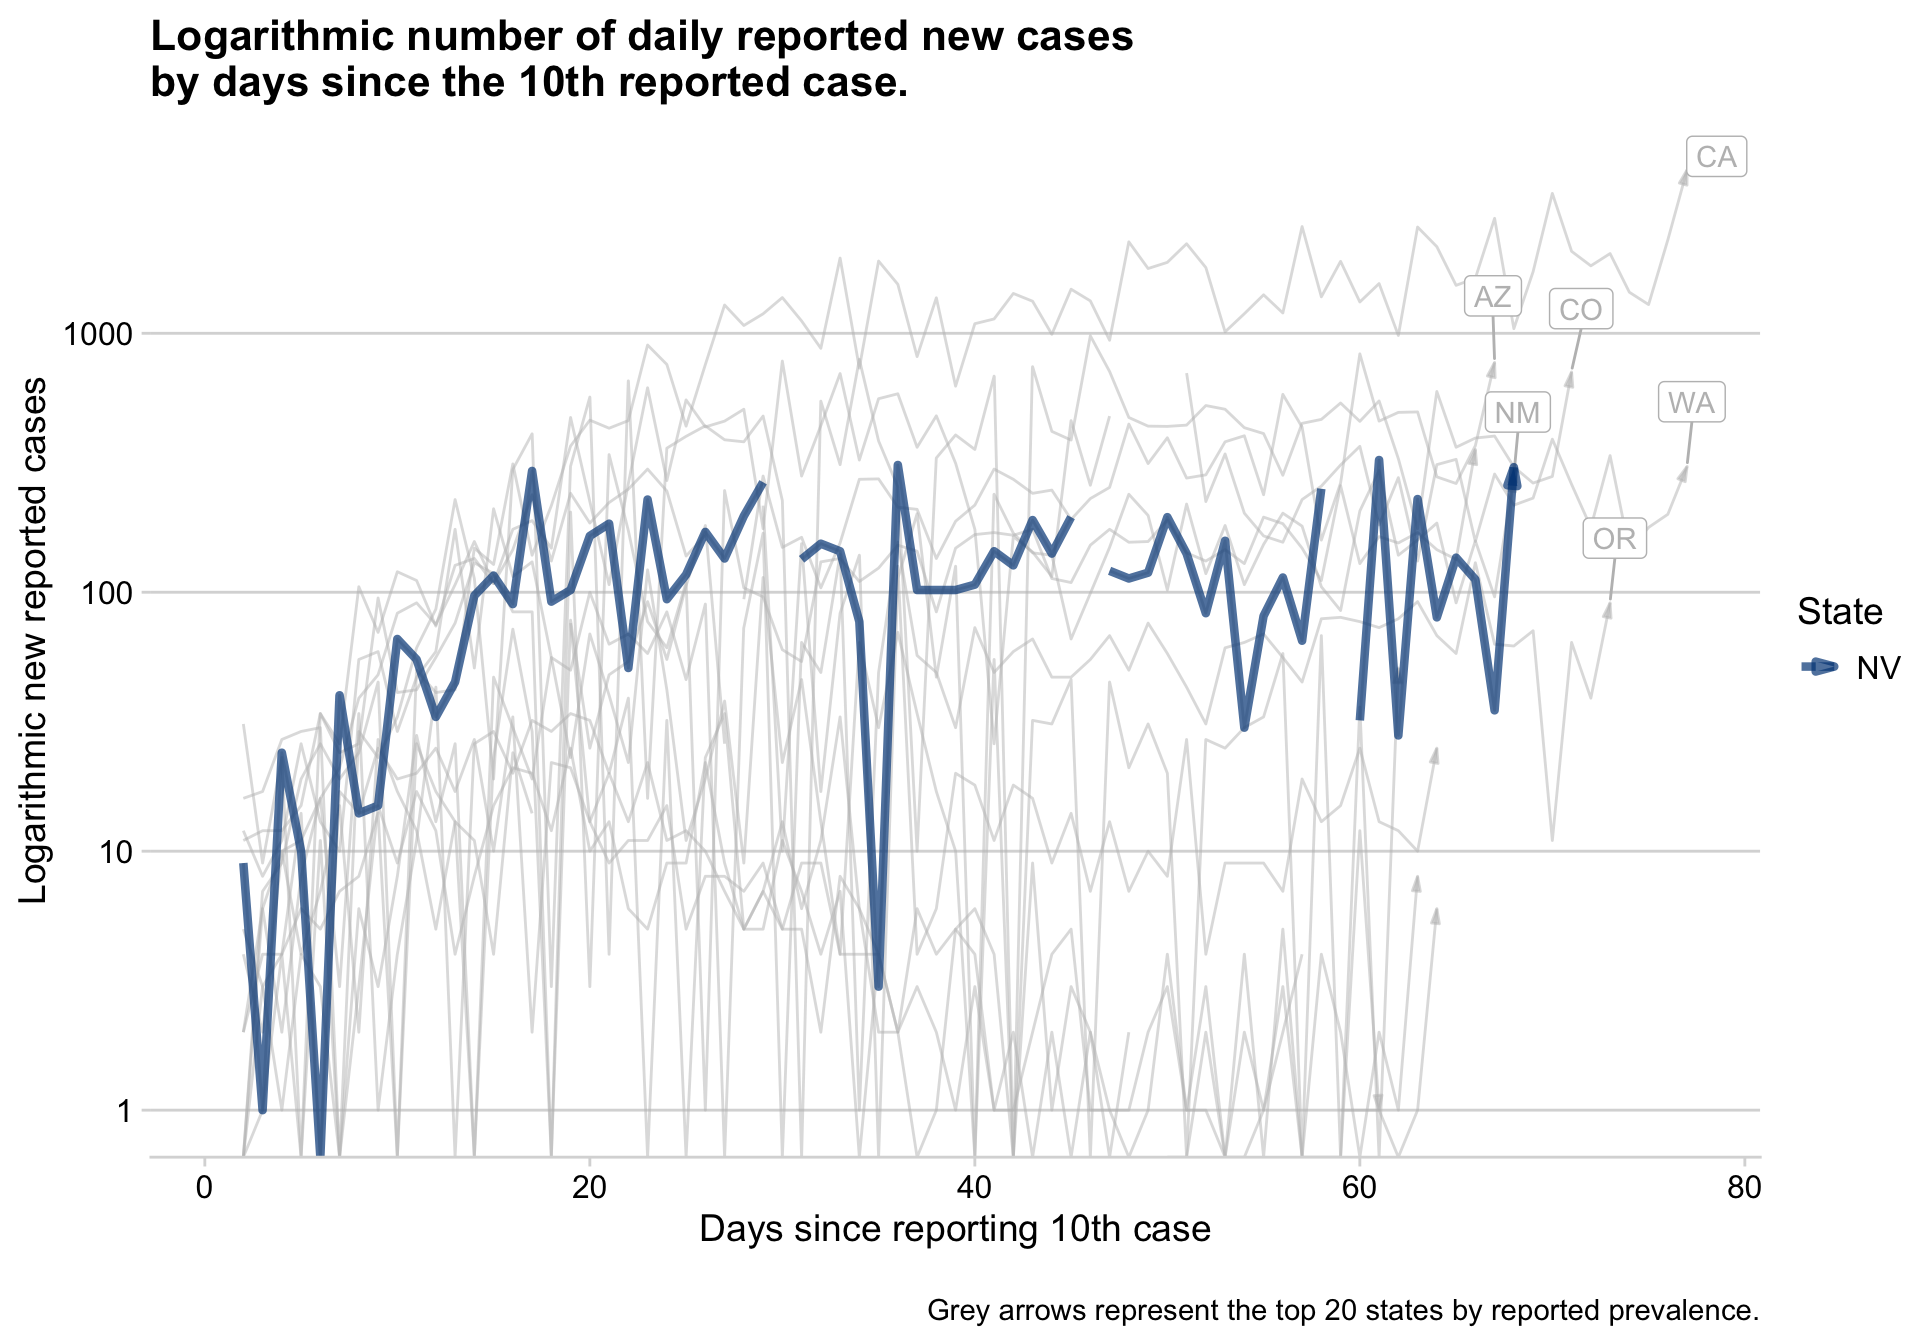 Logarithmic number of daily reported new cases
by days since the 10th reported case.
CA
AZ
CO
NM
WA
OR
1000
100
10
1
Logarithmic new reported cases
0 20 40 60 80
Days since reporting 10th case
State
NV
Grey arrows represent the top 20 states by reported prevalence.